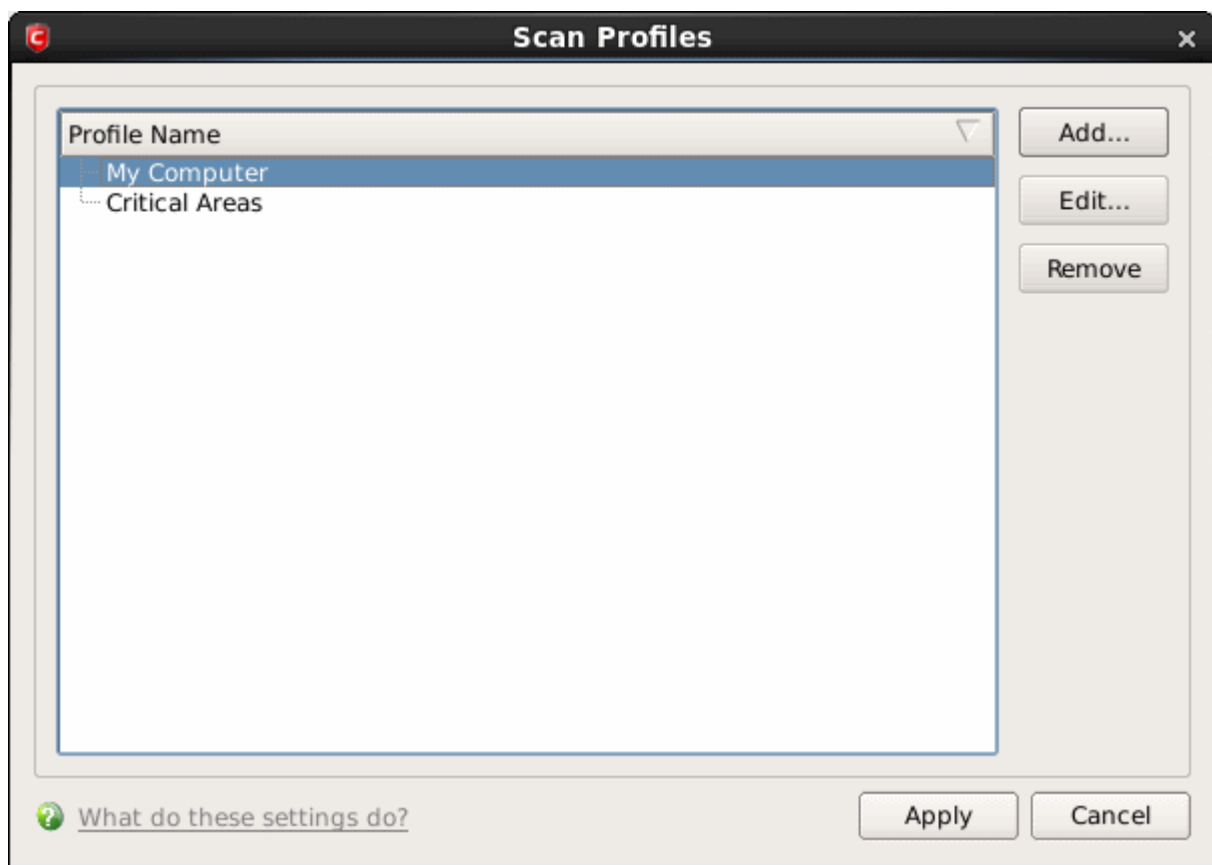 Scan Profiles
Profile Name
My Computer
Critical Areas
Add...
Edit...
Remove
What do these settings do?
Apply
Cancel